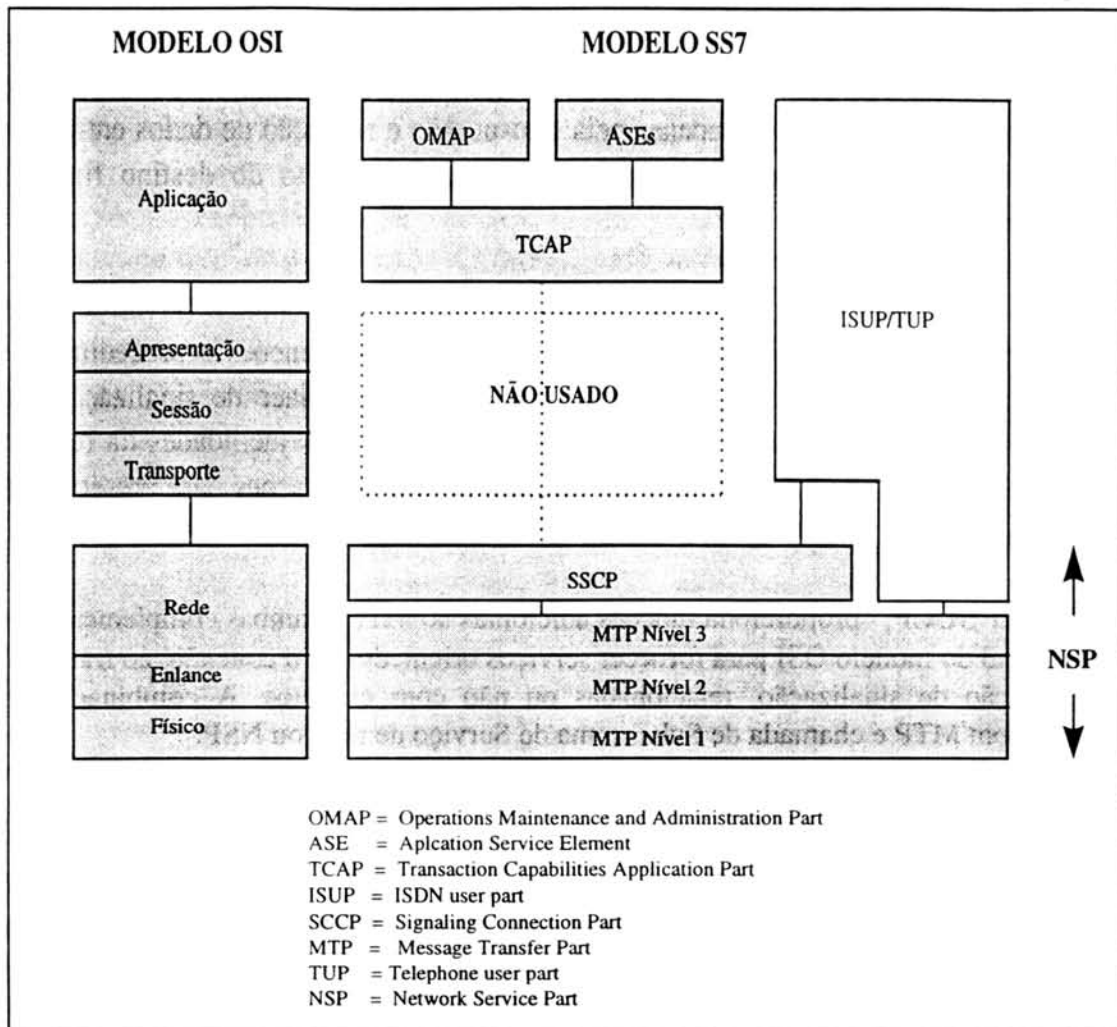 MODELO OSI
MODELO SS7
Aplicação
Apresentação
Sessão
Transporte
Rede
Enlance
Físico
OMAP
ASEs
TCAP
NÃO USADO
ISUP/TUP
SSCP
MTP Nível 3
MTP Nível 2
MTP Nível 1
NSP
OMAP = Operations Maintenance and Administration Part
ASE = Aplcation Service Element
TCAP = Transaction Capabilities Application Part
ISUP = ISDN user part
SCCP = Signaling Connection Part
MTP = Message Transfer Part
TUP = Telephone user part
NSP = Network Service Part